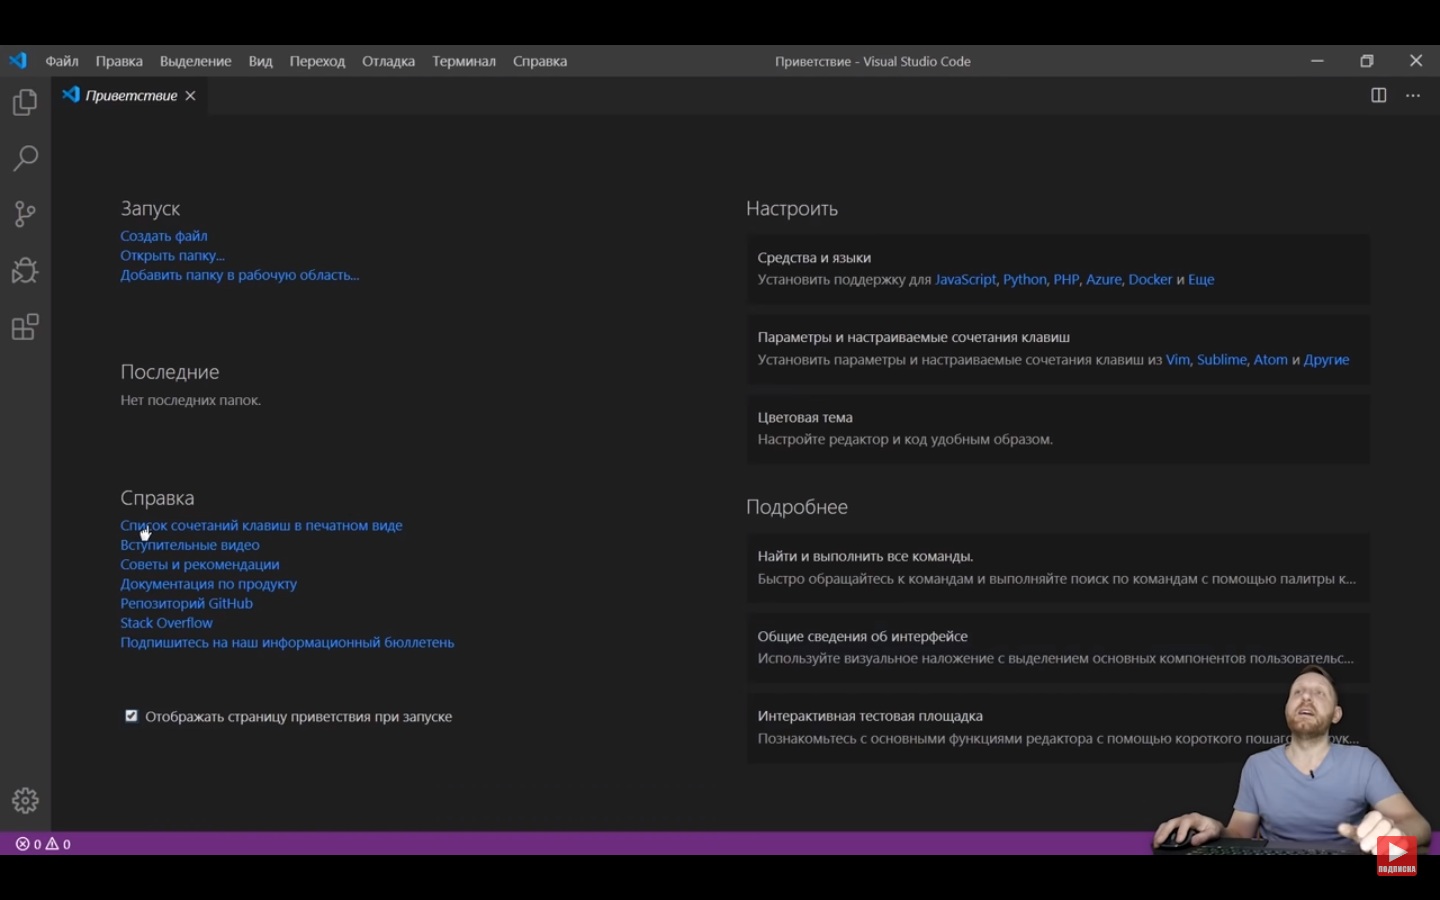 Файл Правка Выделение Вид Переход Отладка Терминал Справка
Приветствие - Visual Studio Code
Приветствие
Запуск
Создать файл
Открыть папку...
Добавить папку в рабочую область...
Последние
Нет последних папок.
Справка
Список сочетаний клавиш в печатном виде
Вступительные видео
Советы и рекомендации
Документация по продукту
Репозиторий GitHub
Stack Overflow
Подпишитесь на наш информационный бюллетень
Отображать страницу приветствия при запуске
Настроить
Средства и языки
Установить поддержку для JavaScript, Python, PHP, Azure, Docker и Еще
Параметры и настраиваемые сочетания клавиш
Установить параметры и настраиваемые сочетания клавиш из Vim, Sublime, Atom и Другие
Цветовая тема
Настройте редактор и код удобным образом.
Подробнее
Найти и выполнить все команды.
Быстро обращайтесь к командам и выполняйте поиск по командам с помощью палитры к...
Общие сведения об интерфейсе
Используйте визуальное наложение с выделением основных компонентов пользовательс...
Интерактивная тестовая площадка
Познакомьтесь с основными функциями редактора с помощью короткого
0 0
ПОДПИСКА